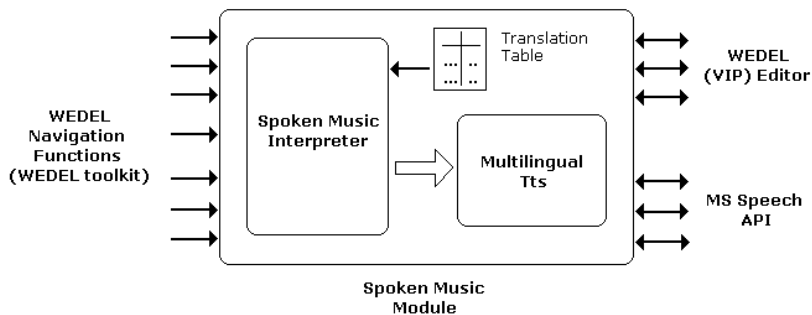 WEDEL
Navigation
Functions
(WEDEL toolkit)
Spoken Music
Interpreter
Translation
Table
... ..
... ..
Multilingual
Tts
WEDEL
(VIP) Editor
MS Speech
API
Spoken Music
Module